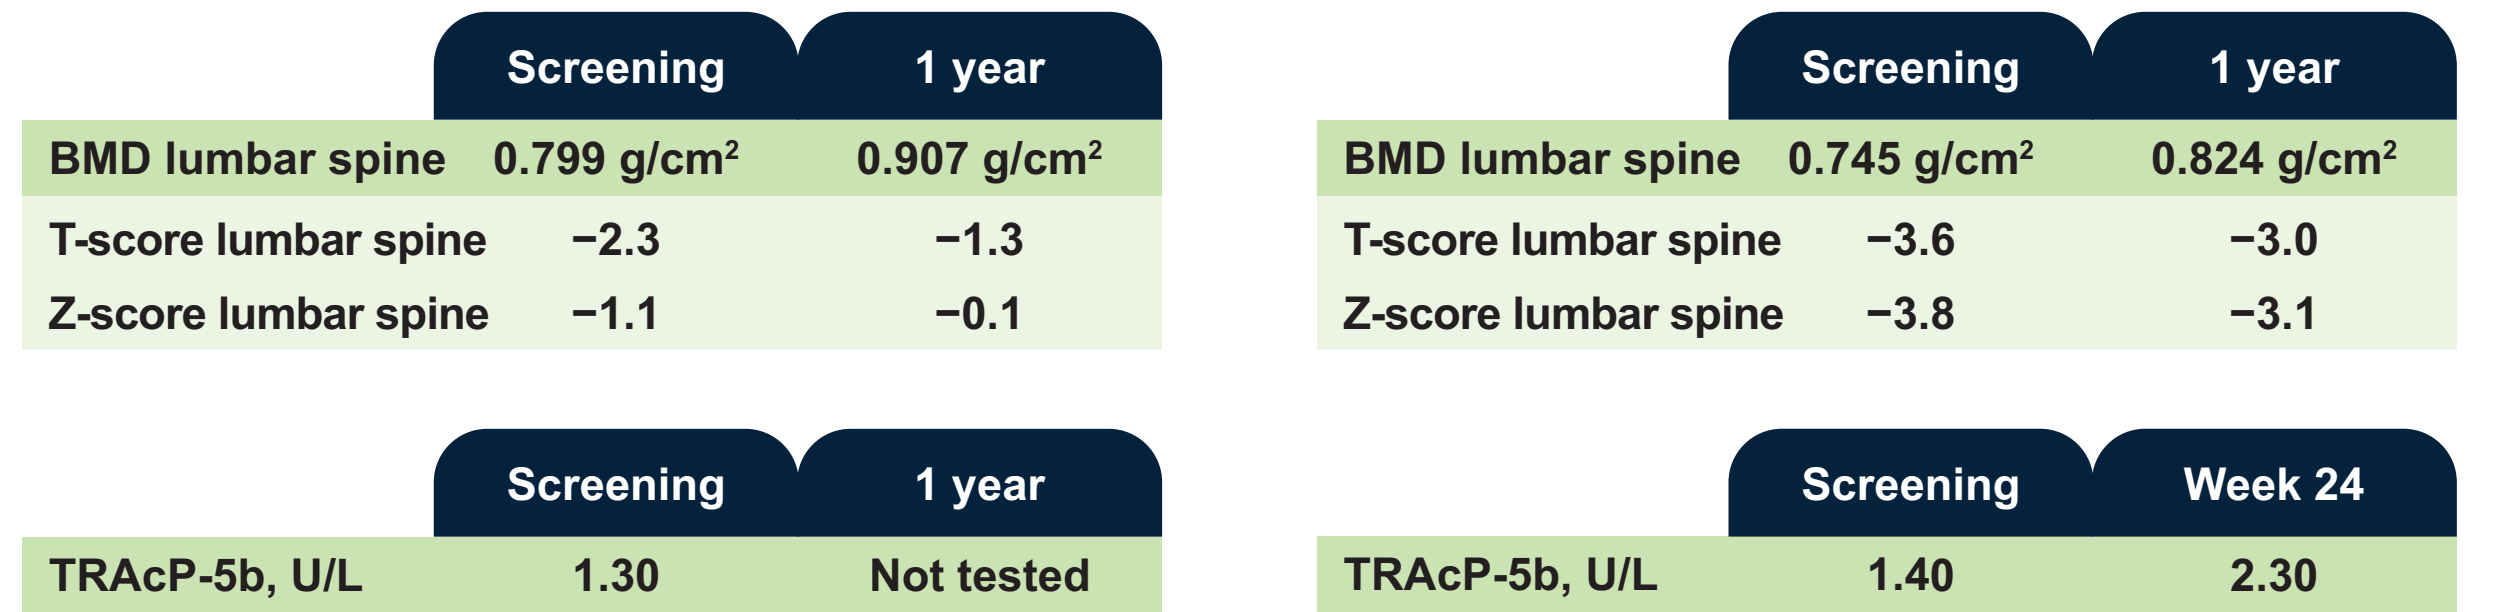 Screening 1 year
BMD lumbar spine 0.799 g/cm² 0.907 g/cm²
T-score lumbar spine −2.3 −1.3
Z-score lumbar spine −1.1 −0.1
Screening 1 year
TRAcP-5b, U/L 1.30 Not tested
Screening 1 year
BMD lumbar spine 0.745 g/cm² 0.824 g/cm²
T-score lumbar spine −3.6 −3.0
Z-score lumbar spine −3.8 −3.1
Screening Week 24
TRAcP-5b, U/L 1.40 2.30